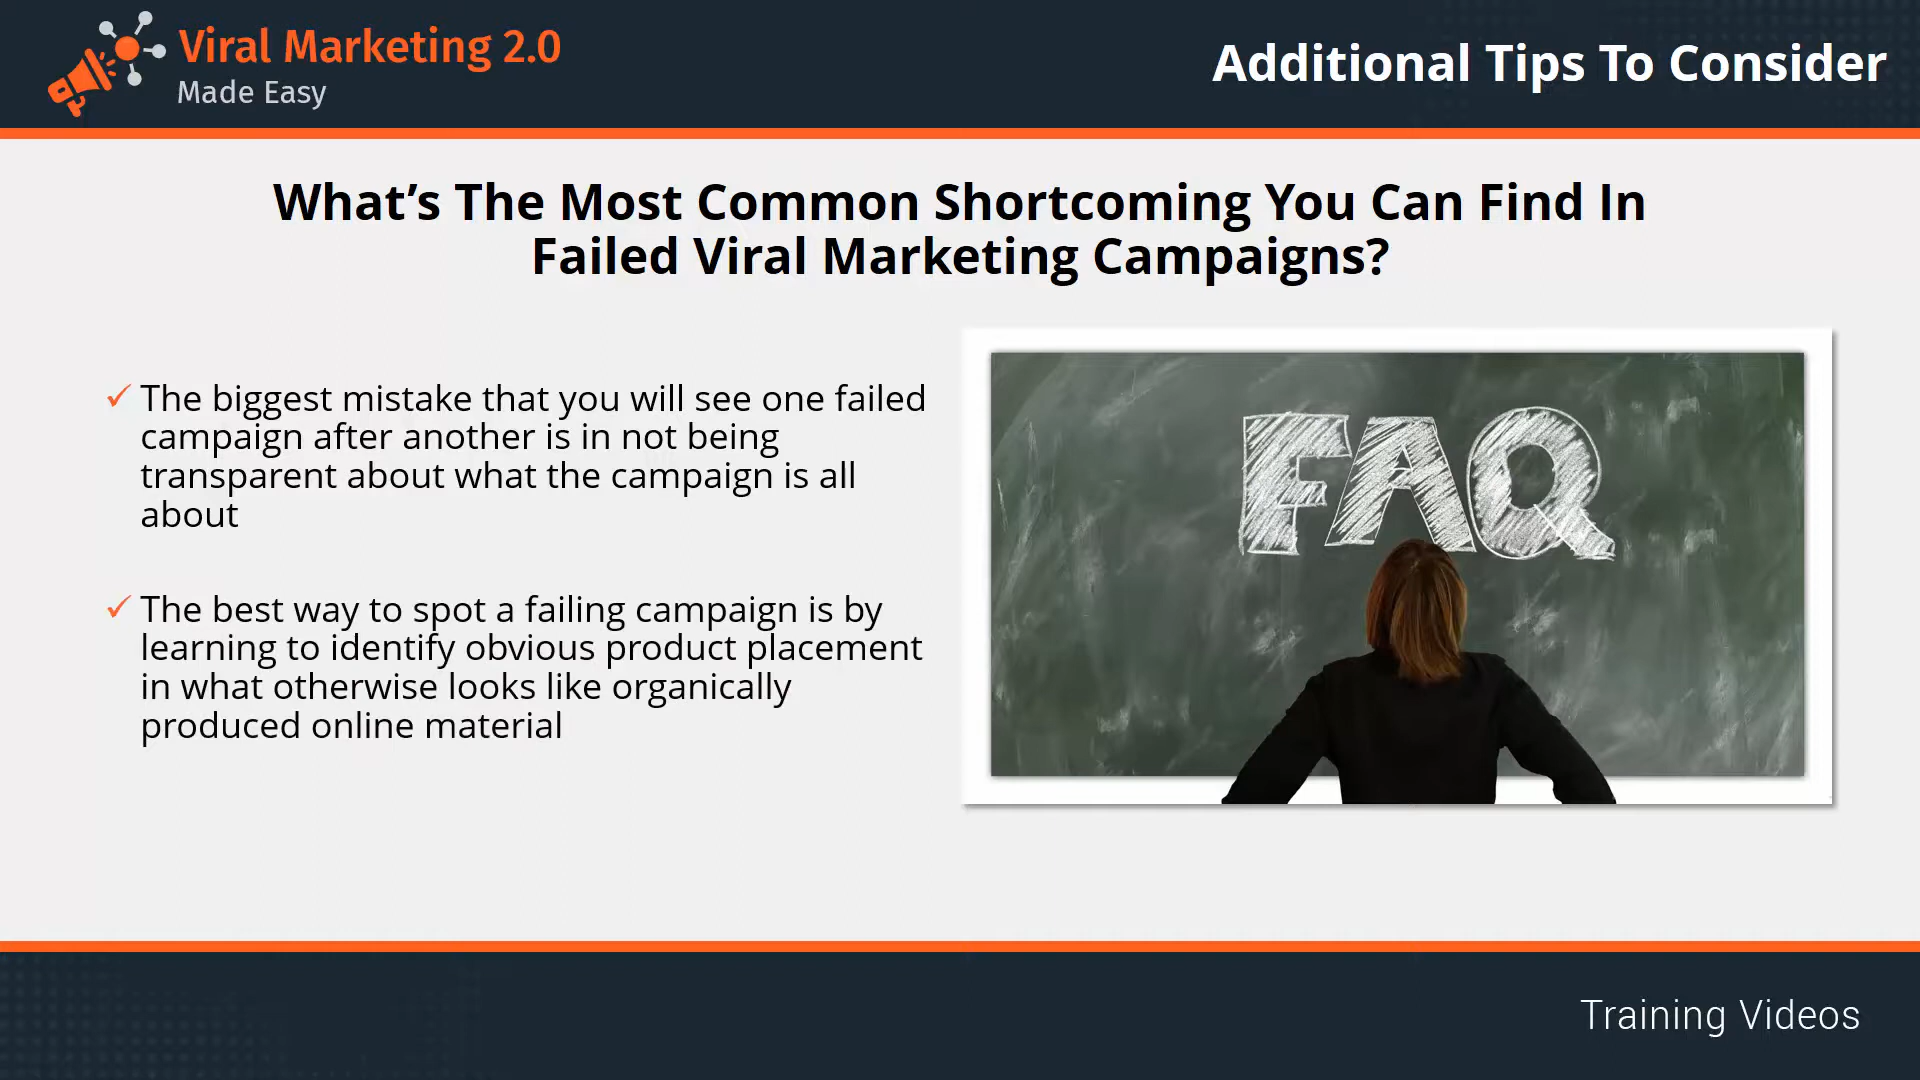 Viral Marketing 2.0
Made Easy
Additional Tips To Consider
What’s The Most Common Shortcoming You Can Find In
Failed Viral Marketing Campaigns?
✓ The biggest mistake that you will see one failed
campaign after another is in not being
transparent about what the campaign is all
about
✓ The best way to spot a failing campaign is by
learning to identify obvious product placement
in what otherwise looks like organically
produced online material
FAQ
Training Videos